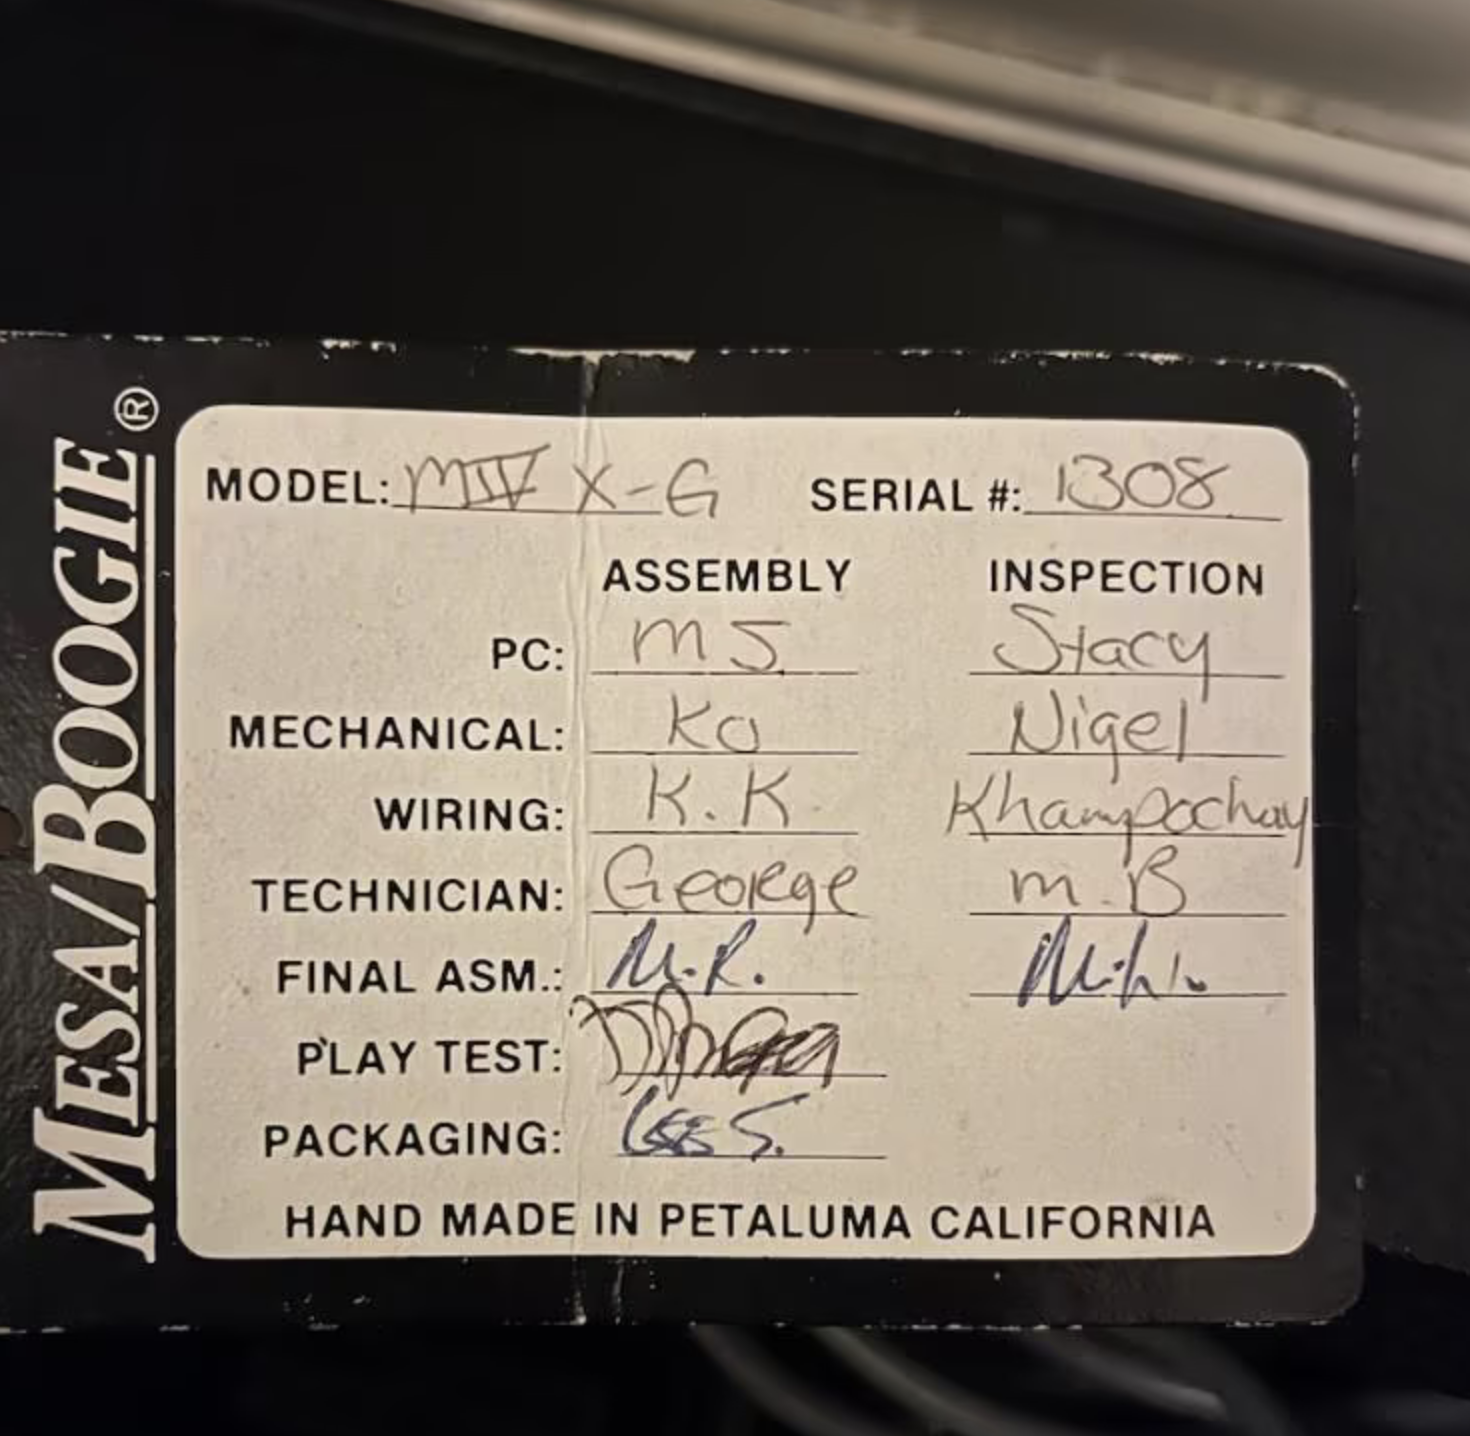 MESA/BOOGIE®
MODEL: MIV X-G SERIAL #: 1308
ASSEMBLY INSPECTION
PC: MJ Stacy
MECHANICAL: KO Nigel
WIRING: K.K Khampochay
TECHNICIAN: George M.B
FINAL ASM.: M.R.
PLAY TEST:
PACKAGING:
HAND MADE IN PETALUMA CALIFORNIA